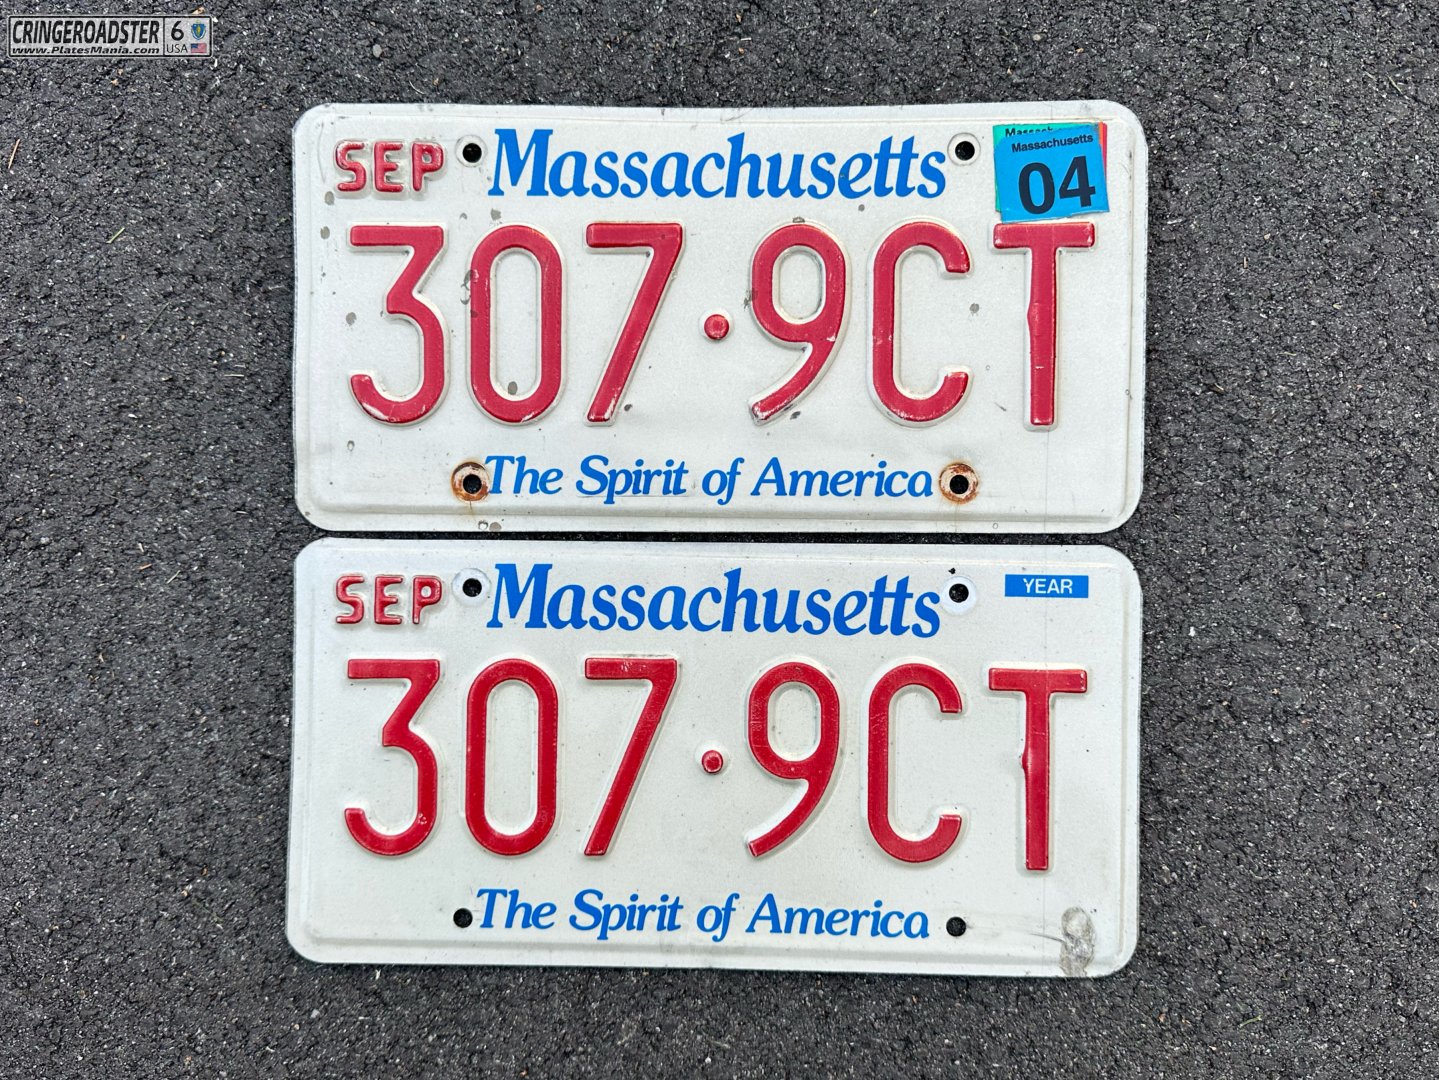 CRINGEROADSTER 6
www.PlatesMania.com USA
SEP Massachusetts
Massachusetts
04
307·9CT
The Spirit of America
SEP Massachusetts YEAR
307·9CT
The Spirit of America